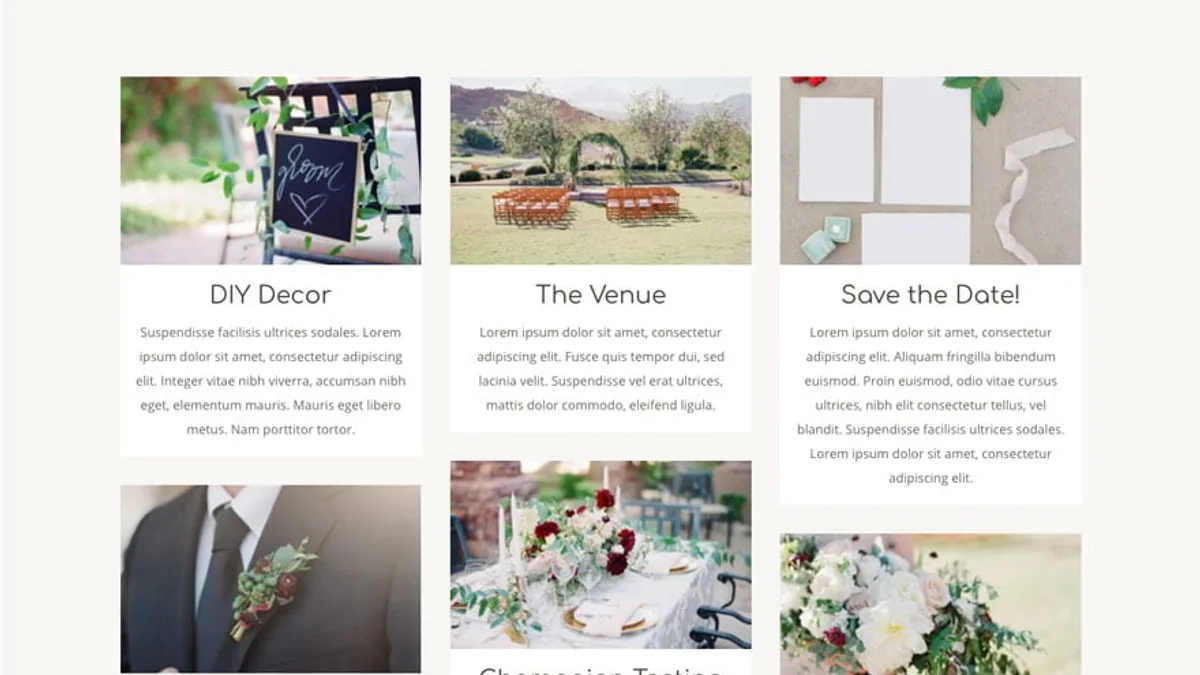 groom
DIY Decor
Suspendisse facilisis ultrices sodales. Lorem
ipsum dolor sit amet, consectetur adipiscing
elit. Integer vitae nibh viverra, accumsan nibh
eget, elementum mauris. Mauris eget libero
metus. Nam porttitor tortor.
The Venue
Lorem ipsum dolor sit amet, consectetur
adipiscing elit. Fusce quis tempor dui, sed
lacinia velit. Suspendisse vel erat ultrices,
mattis dolor commodo, eleifend ligula.
Save the Date!
Lorem ipsum dolor sit amet, consectetur
adipiscing elit. Aliquam fringilla bibendum
euismod. Proin euismod, odio vitae cursus
ultrices, nibh elit consectetur tellus, vel
blandit. Suspendisse facilisis ultrices sodales.
Lorem ipsum dolor sit amet, consectetur
adipiscing elit.